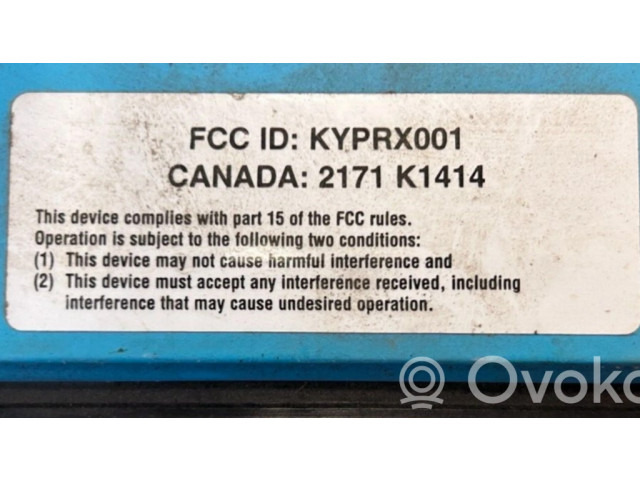 FCC ID: KYPRX001
CANADA: 2171 K1414
This device complies with part 15 of the FCC rules.
Operation is subject to the following two conditions:
(1) This device may not cause harmful interference and
(2) This device must accept any interference received, including
interference that may cause undesired operation.
Ovoko